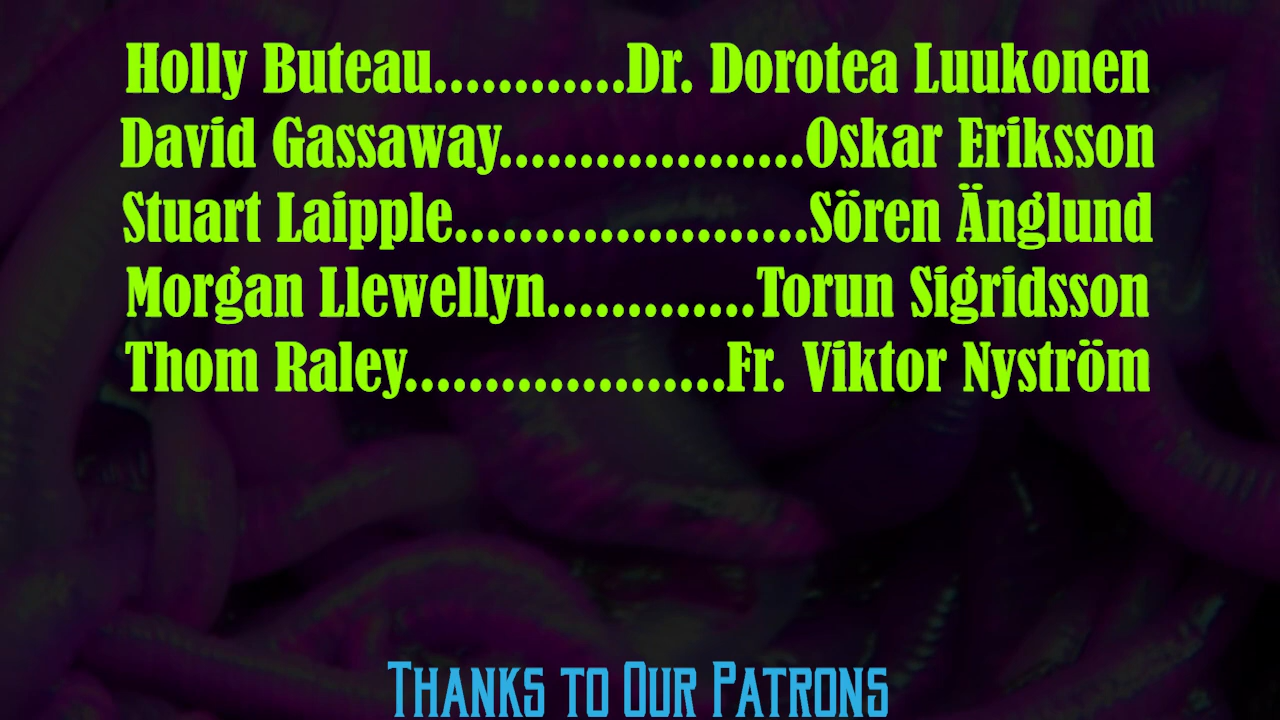 Holly Buteau............Dr. Dorotea Luukonen
David Gassaway...................Oskar Eriksson
Stuart Laipple......................Sören Änglund
Morgan Llewellyn.............Torun Sigridsson
Thom Raley....................Fr. Viktor Nyström
Thanks to Our Patrons